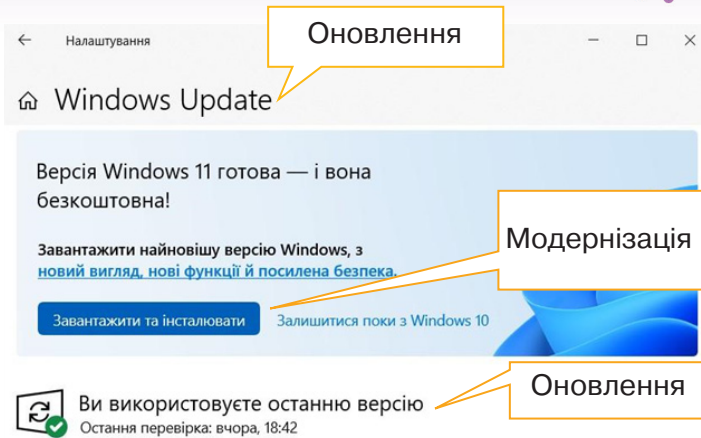 Оновлення
Налаштування
Windows Update
Версія Windows 11 готова — і вона
безкоштовна!
Модернізація
Завантажити найновішу версію Windows, з
новий вигляд, нові функції й посилена безпека.
Завантажити та інсталювати
Залишитися поки з Windows 10
Оновлення
Ви використовуєте останню версію
Остання перевірка: вчора, 18:42